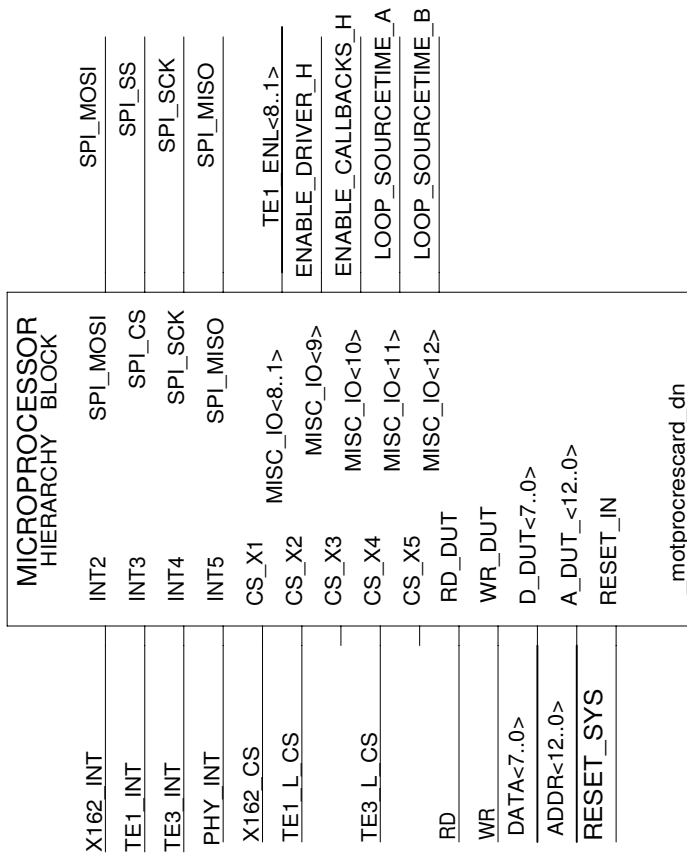 MICROPROCESSOR
HIERARCHY BLOCK
X162_INT INT2 SPI_MOSI SPI_MOSI
TE1_INT INT3 SPI_CS SPI_SS
TE3_INT INT4 SPI_SCK SPI_SCK
PHY_INT INT5 SPI_MISO SPI_MISO
X162_CS CS_X1 MISC_IO<8..1> TE1_ENL<8..1>
TE1_L_CS CS_X2 MISC_IO<9> ENABLE_DRIVER_H
CS_X3 MISC_IO<10> ENABLE_CALLBACKS_H
TE3_L_CS CS_X4 MISC_IO<11> LOOP_SOURCETIME_A
CS_X5 MISC_IO<12> LOOP_SOURCETIME_B
RD RD_DUT
WR WR_DUT
DATA<7..0> D_DUT<7..0>
ADDR<12..0> A_DUT_<12..0>
RESET_SYS RESET_IN
_motprocrescard_dn